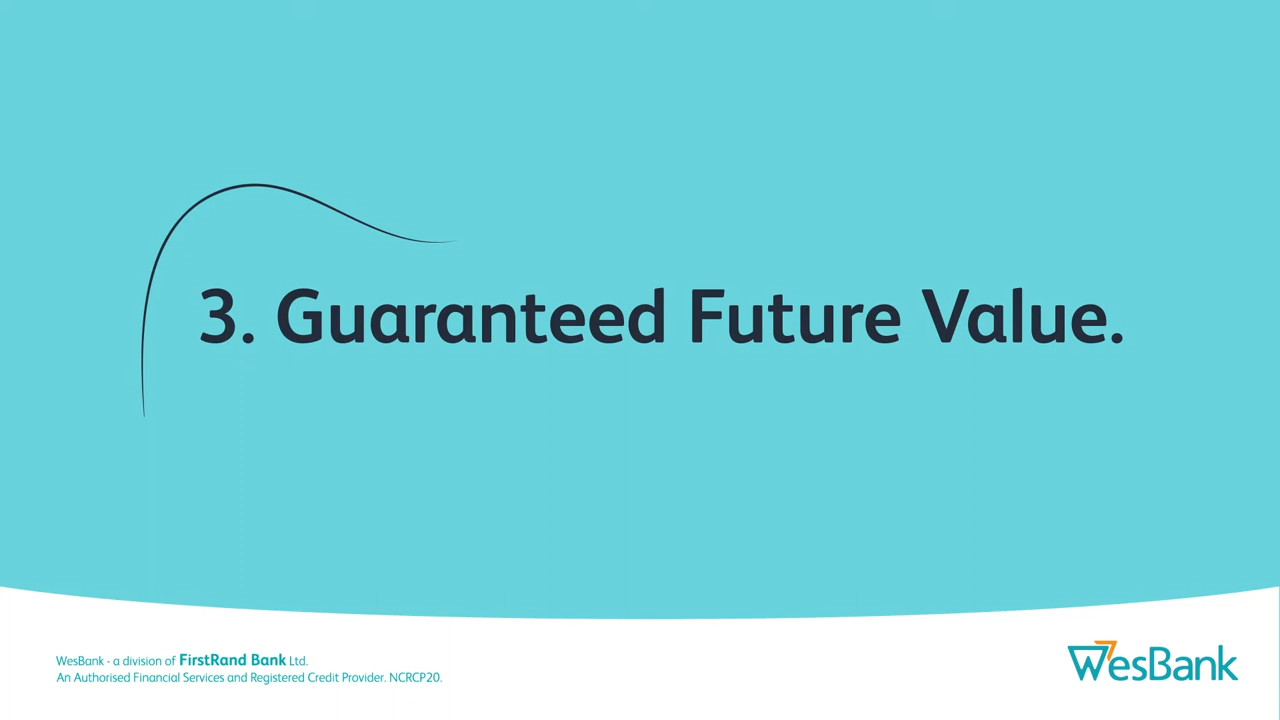 3. Guaranteed Future Value.
WesBank - a division of FirstRand Bank Ltd.
An Authorised Financial Services and Registered Credit Provider. NCRCP20.
WesBank